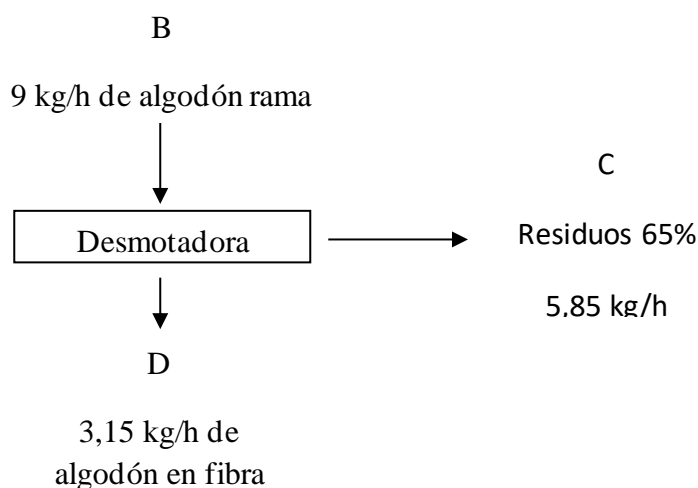 B
9 kg/h de algodón rama
C
Desmotadora
Residuos 65%
5,85 kg/h
D
3,15 kg/h de
algodón en fibra